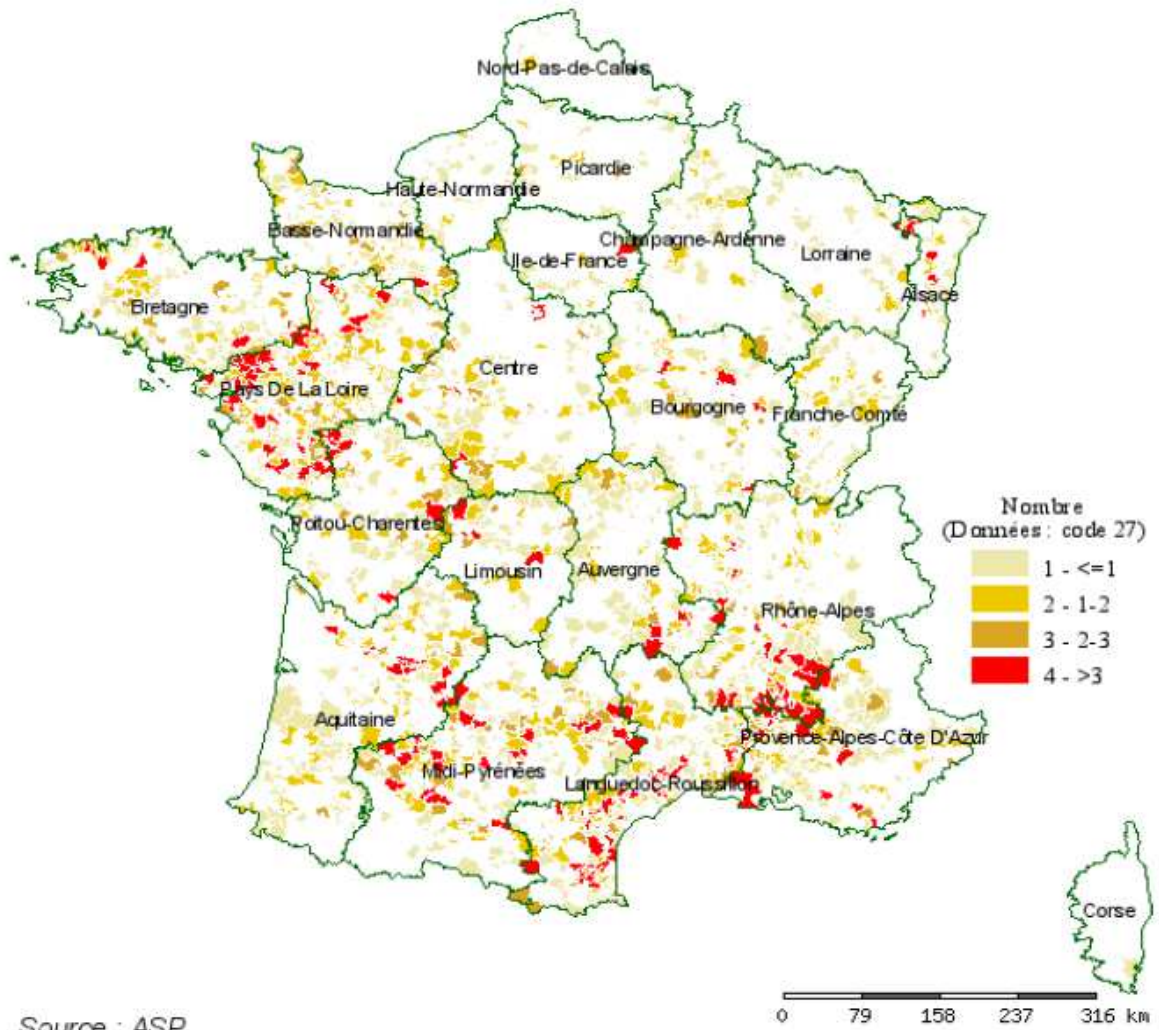 Nord-Pas-de-Calais
Picardie
Haute-Normandie
Basse-Normandie
Ile-de-France
Champagne-Ardenne
Lorraine
Alsace
Bretagne
Pays De La Loire
Centre
Bourgogne
Franche-Comté
Poitou-Charentes
Limousin
Auvergne
Rhône-Alpes
Aquitaine
Midi-Pyrénées
Languedoc-Roussillon
Provence-Alpes-Côte D'Azur
Corse
Nombre
(Données : code 27)
1 - <=1
2 - 1-2
3 - 2-3
4 - >3
Source : ASP
0 79 158 237 316 km